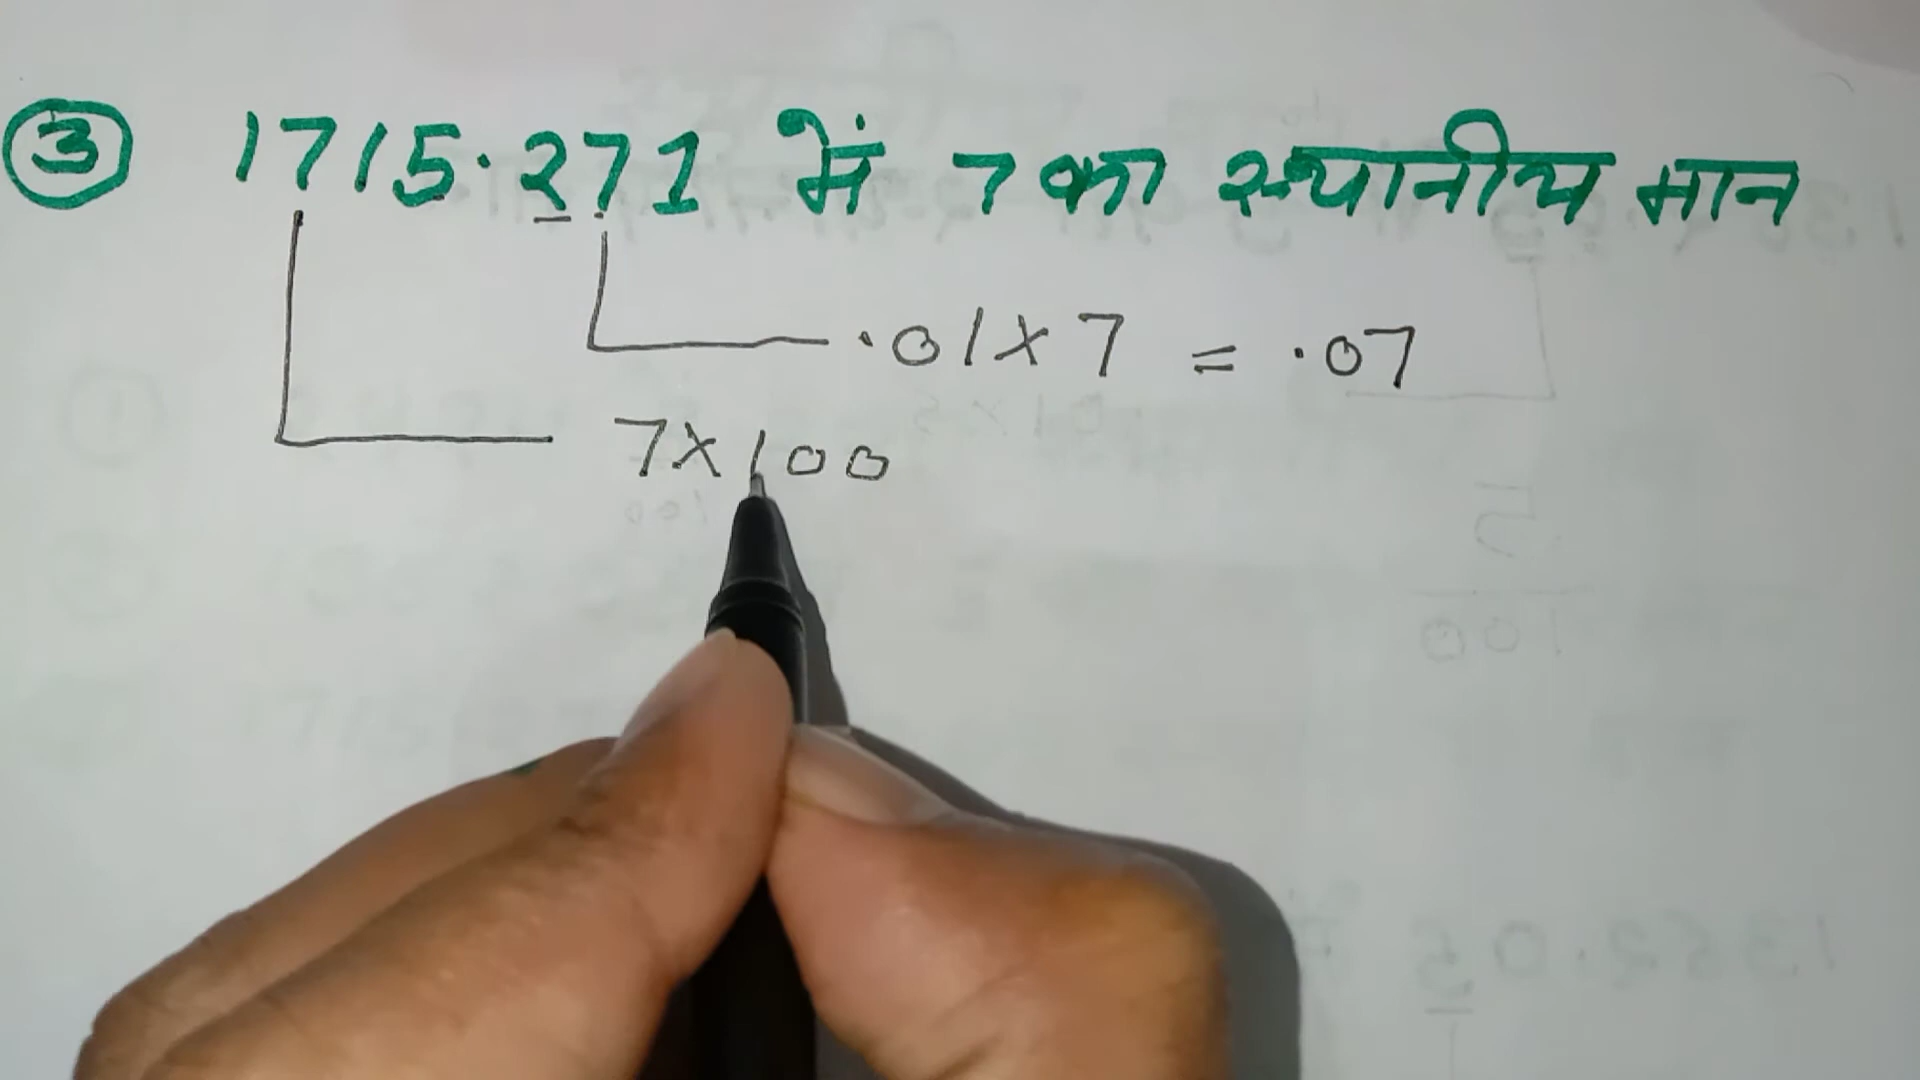 3 1715.271 में 7 का स्थानीय मान
.01 x 7 = .07
7 x 100